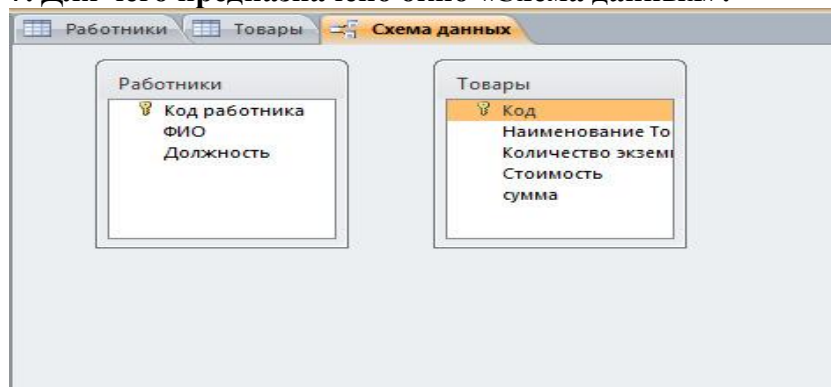 Для чего предназначено окно «Схема данных»?
Работники Товары Схема данных
Работники
Код работника
ФИО
Должность
Товары
Код
Наименование То
Количество экзем
Стоимость
сумма